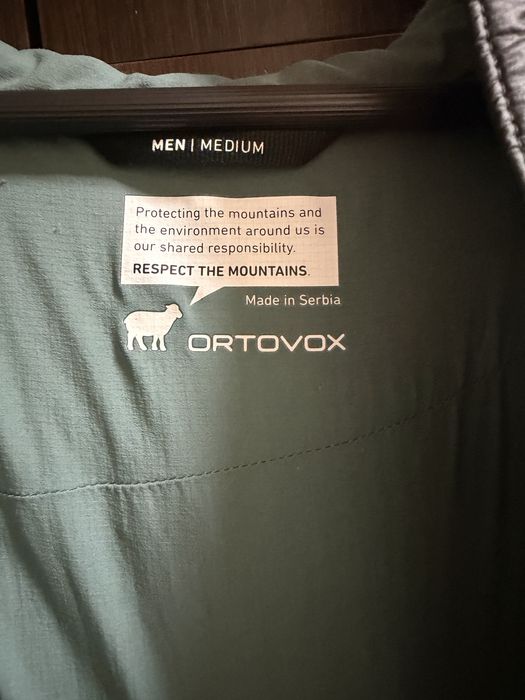 MEN | MEDIUM
Protecting the mountains and
the environment around us is
our shared responsibility.
RESPECT THE MOUNTAINS.
Made in Serbia
ORTOVOX